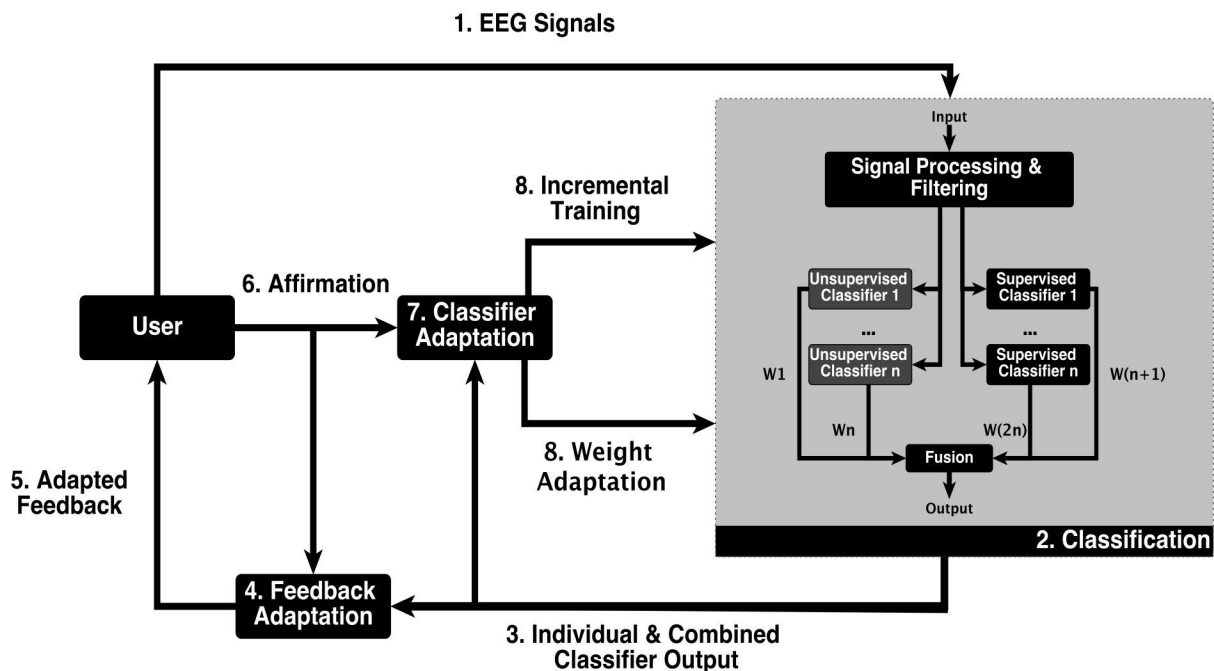 1. EEG Signals
Input
Signal Processing &
Filtering
8. Incremental
Training
Unsupervised
Classifier 1
Supervised
Classifier 1
6. Affirmation
User
7. Classifier
Adaptation
...
...
Unsupervised
Classifier n
Supervised
Classifier n
W1
W(n+1)
Wn
W(2n)
8. Weight
Adaptation
Fusion
5. Adapted
Feedback
Output
2. Classification
4. Feedback
Adaptation
3. Individual & Combined
Classifier Output